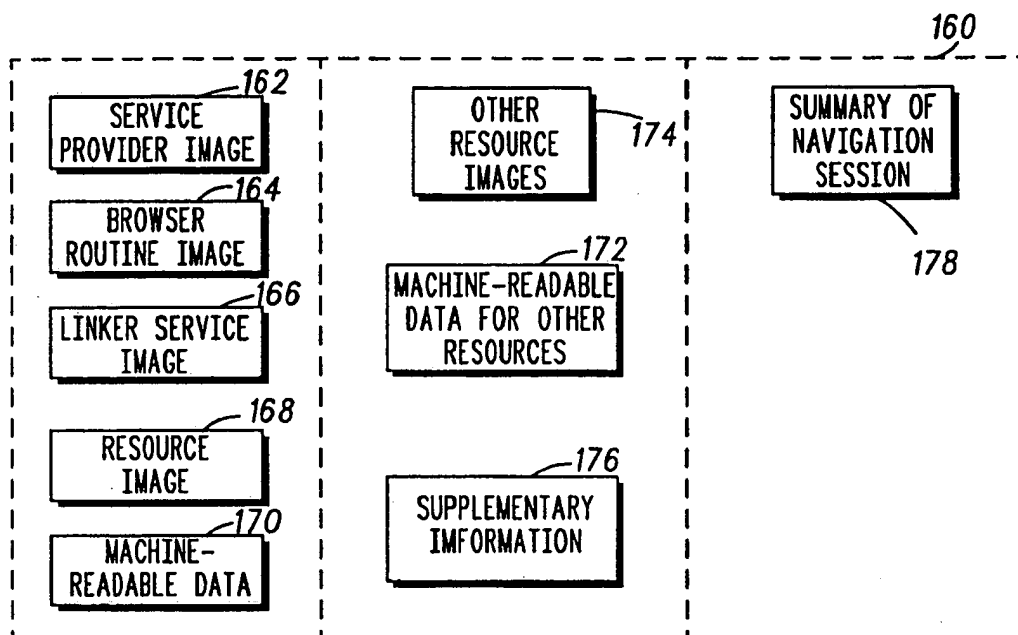 160
162
SERVICE
PROVIDER IMAGE
164
BROWSER
ROUTINE IMAGE
166
LINKER SERVICE
IMAGE
168
RESOURCE
IMAGE
170
MACHINE-
READABLE DATA
OTHER
RESOURCE
IMAGES
174
172
MACHINE-READABLE
DATA FOR OTHER
RESOURCES
176
SUPPLEMENTARY
IMFORMATION
SUMMARY OF
NAVIGATION
SESSION
178